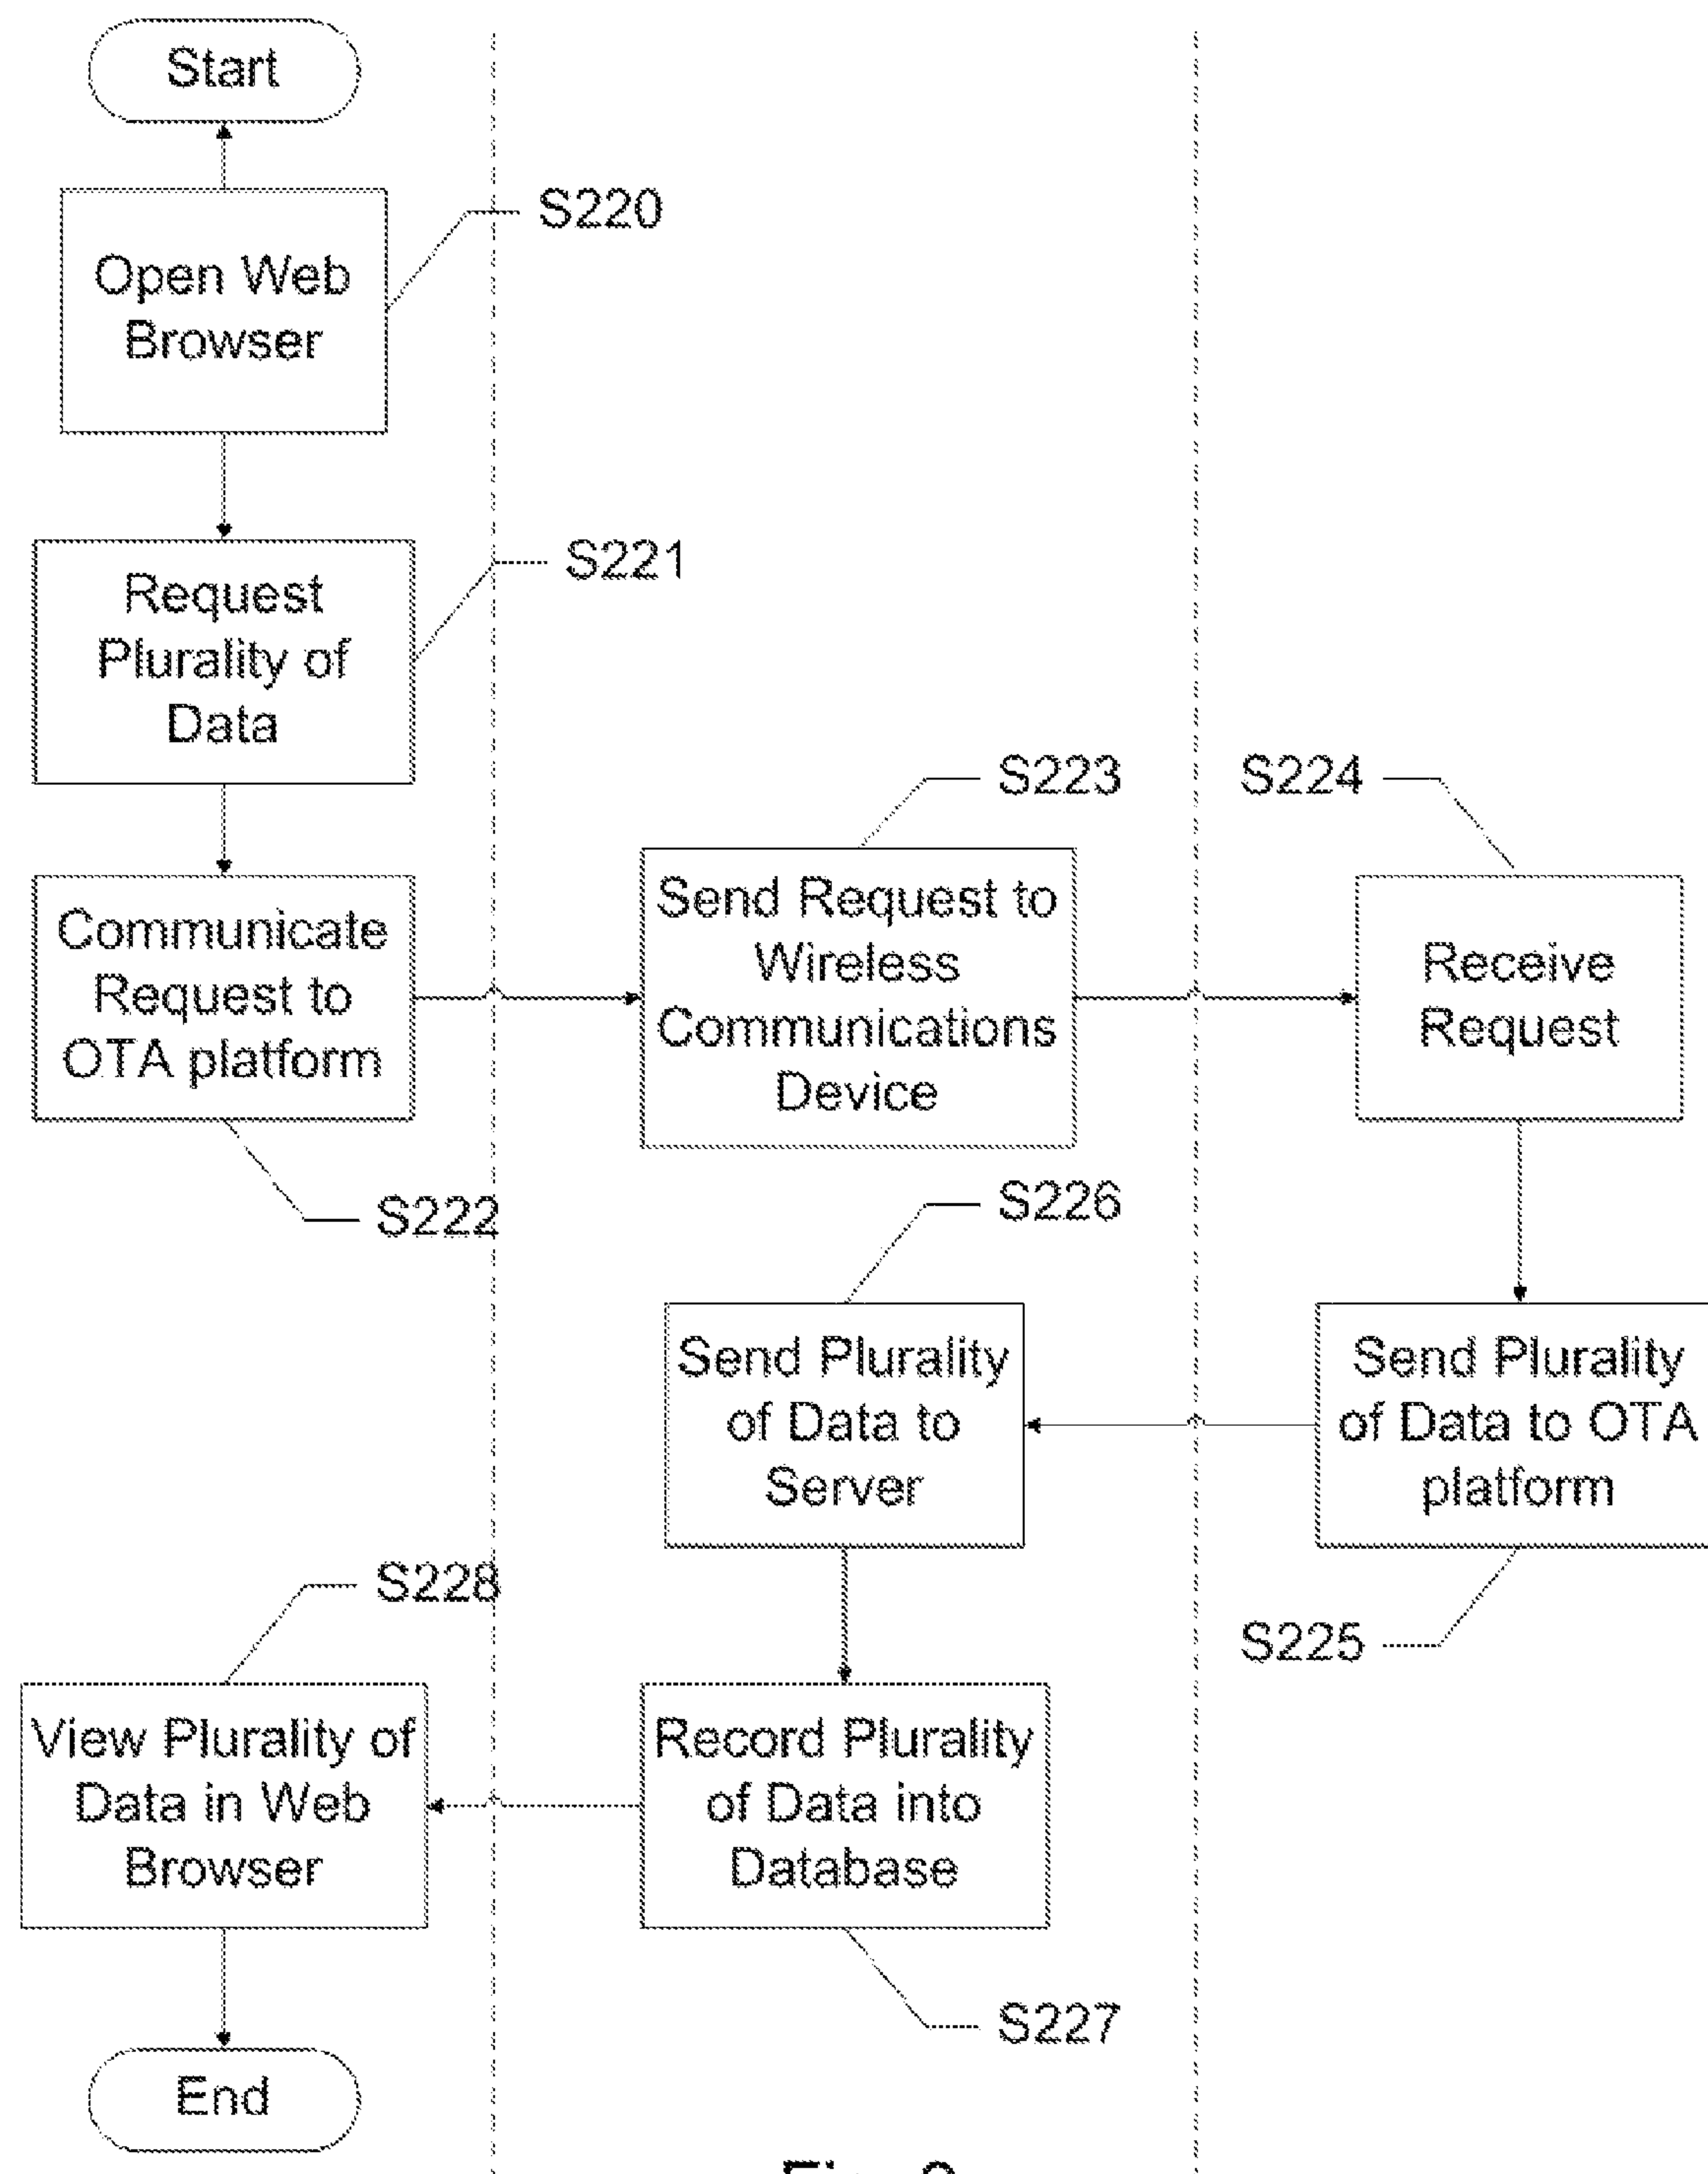 Start
S220
Open Web
Browser
S221
Request
Plurality of
Data
S223
S224
Communicate
Request to
OTA platform
Send Request to
Wireless
Communications
Device
Receive
Request
S222
S226
Send Plurality
of Data to
Server
Send Plurality
of Data to OTA
platform
S228
S225
View Plurality of
Data in Web
Browser
Record Plurality
of Data into
Database
S227
End